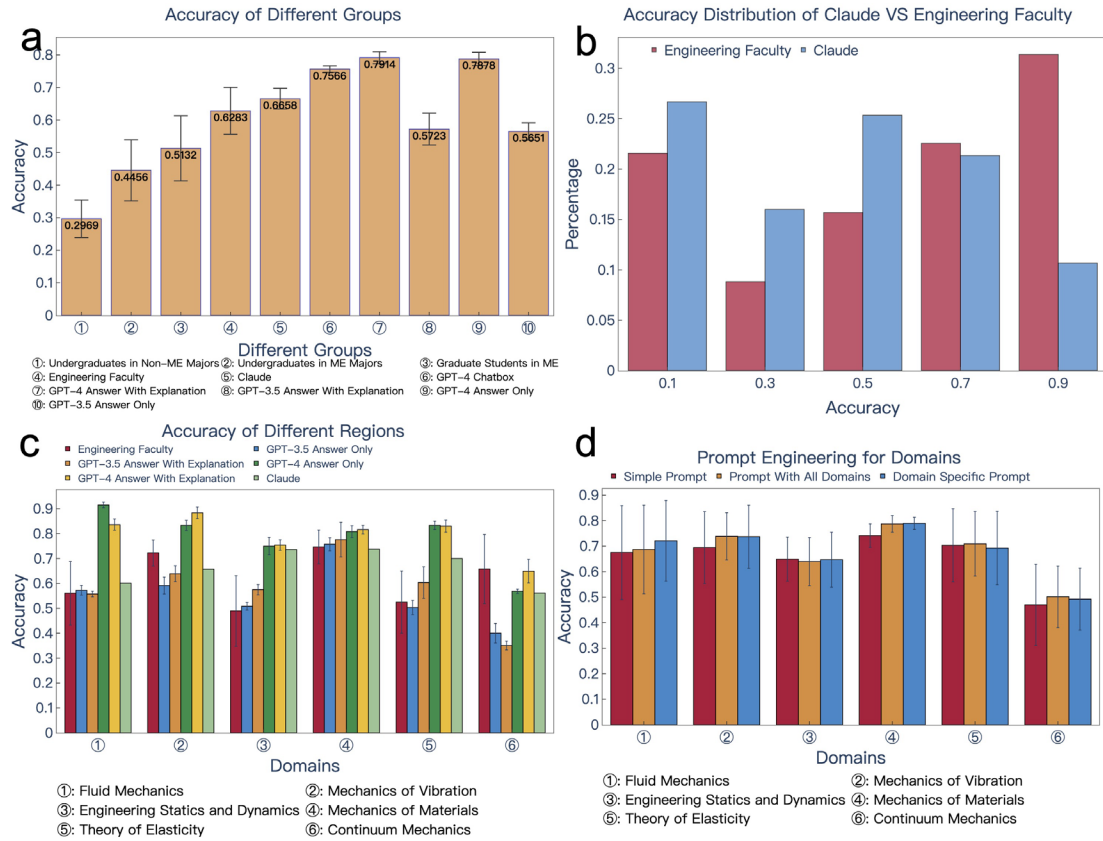 a
Accuracy of Different Groups
Accuracy
0.8
0.7
0.6
0.5
0.4
0.3
0.2
0.1
0
0.2969
0.4456
0.5132
0.6283
0.6658
0.7566
0.7914
0.5723
0.7878
0.5651
① ② ③ ④ ⑤ ⑥ ⑦ ⑧ ⑨ ⑩
Different Groups
①: Undergraduates in Non-ME Majors ②: Undergraduates in ME Majors ③: Graduate Students in ME
④: Engineering Faculty ⑤: Claude ⑥: GPT-4 Chatbox
⑦: GPT-4 Answer With Explanation ⑧: GPT-3.5 Answer With Explanation ⑨: GPT-4 Answer Only
⑩: GPT-3.5 Answer Only
b
Accuracy Distribution of Claude VS Engineering Faculty
Engineering Faculty Claude
Percentage
0.3
0.25
0.2
0.15
0.1
0.05
0
0.1 0.3 0.5 0.7 0.9
Accuracy
c
Accuracy of Different Regions
Engineering Faculty GPT-3.5 Answer Only
GPT-3.5 Answer With Explanation GPT-4 Answer Only
GPT-4 Answer With Explanation Claude
Accuracy
0.9
0.8
0.7
0.6
0.5
0.4
0.3
0.2
0.1
0
① ② ③ ④ ⑤ ⑥
Domains
①: Fluid Mechanics ②: Mechanics of Vibration
③: Engineering Statics and Dynamics ④: Mechanics of Materials
⑤: Theory of Elasticity ⑥: Continuum Mechanics
d
Prompt Engineering for Domains
Simple Prompt Prompt With All Domains Domain Specific Prompt
Accuracy
0.9
0.8
0.7
0.6
0.5
0.4
0.3
0.2
0.1
0
① ② ③ ④ ⑤ ⑥
Domains
①: Fluid Mechanics ②: Mechanics of Vibration
③: Engineering Statics and Dynamics ④: Mechanics of Materials
⑤: Theory of Elasticity ⑥: Continuum Mechanics